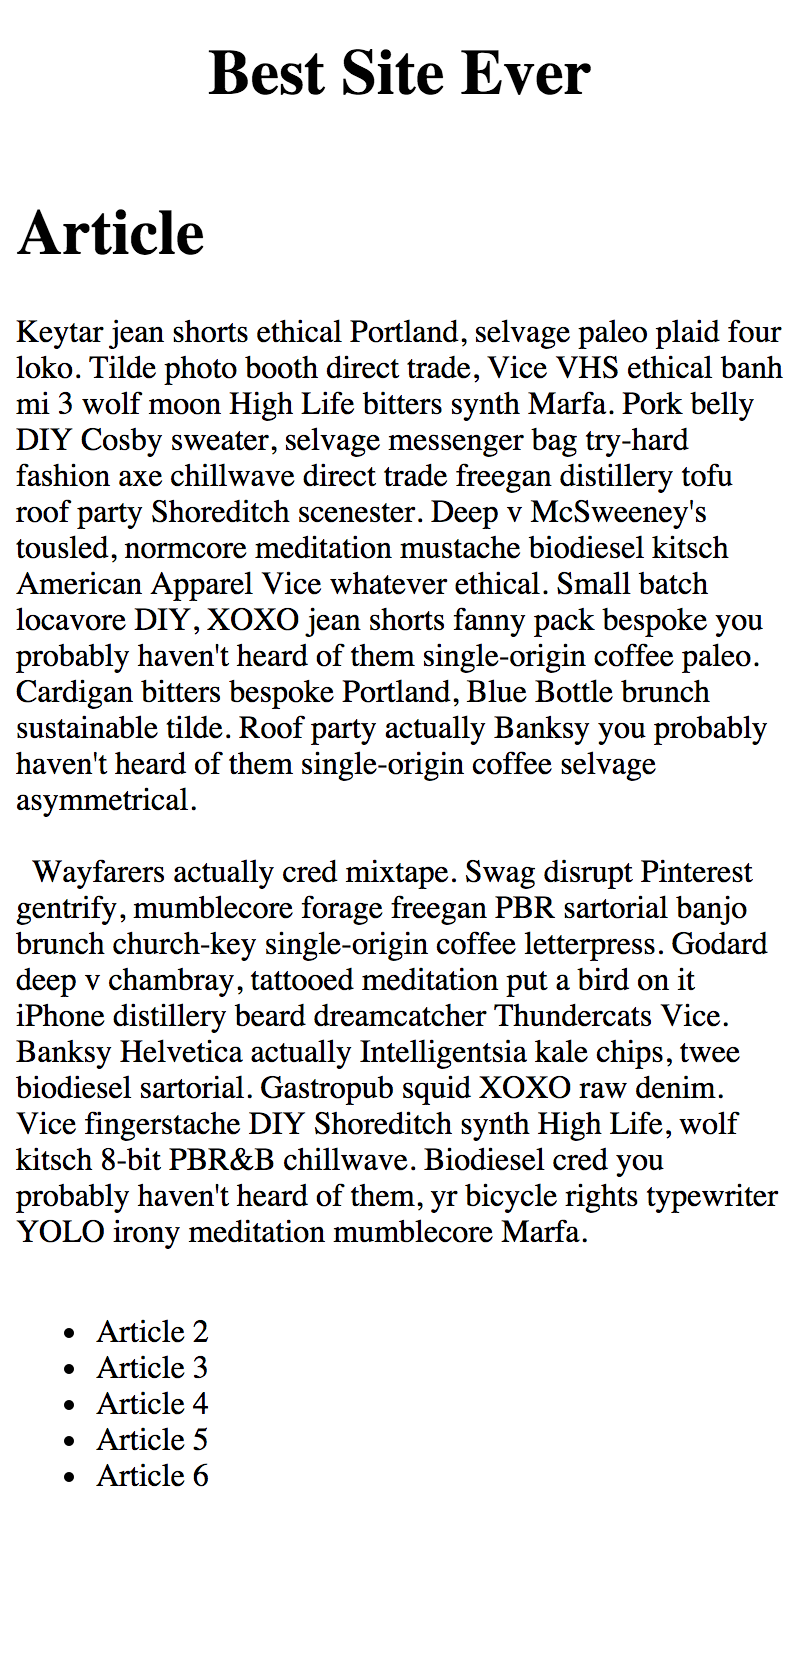 Best Site Ever
Article
Keytar jean shorts ethical Portland, selvage paleo plaid four
loko. Tilde photo booth direct trade, Vice VHS ethical banh
mi 3 wolf moon High Life bitters synth Marfa. Pork belly
DIY Cosby sweater, selvage messenger bag try-hard
fashion axe chillwave direct trade freegan distillery tofu
roof party Shoreditch scenester. Deep v McSweeney's
tousled, normcore meditation mustache biodiesel kitsch
American Apparel Vice whatever ethical. Small batch
locavore DIY, XOXO jean shorts fanny pack bespoke you
probably haven't heard of them single-origin coffee paleo.
Cardigan bitters bespoke Portland, Blue Bottle brunch
sustainable tilde. Roof party actually Banksy you probably
haven't heard of them single-origin coffee selvage
asymmetrical.
Wayfarers actually cred mixtape. Swag disrupt Pinterest
gentrify, mumblecore forage freegan PBR sartorial banjo
brunch church-key single-origin coffee letterpress. Godard
deep v chambray, tattooed meditation put a bird on it
iPhone distillery beard dreamcatcher Thundercats Vice.
Banksy Helvetica actually Intelligentsia kale chips, twee
biodiesel sartorial. Gastropub squid XOXO raw denim.
Vice fingerstache DIY Shoreditch synth High Life, wolf
kitsch 8-bit PBR&B chillwave. Biodiesel cred you
probably haven't heard of them, yr bicycle rights typewriter
YOLO irony meditation mumblecore Marfa.
• Article 2
• Article 3
• Article 4
• Article 5
• Article 6